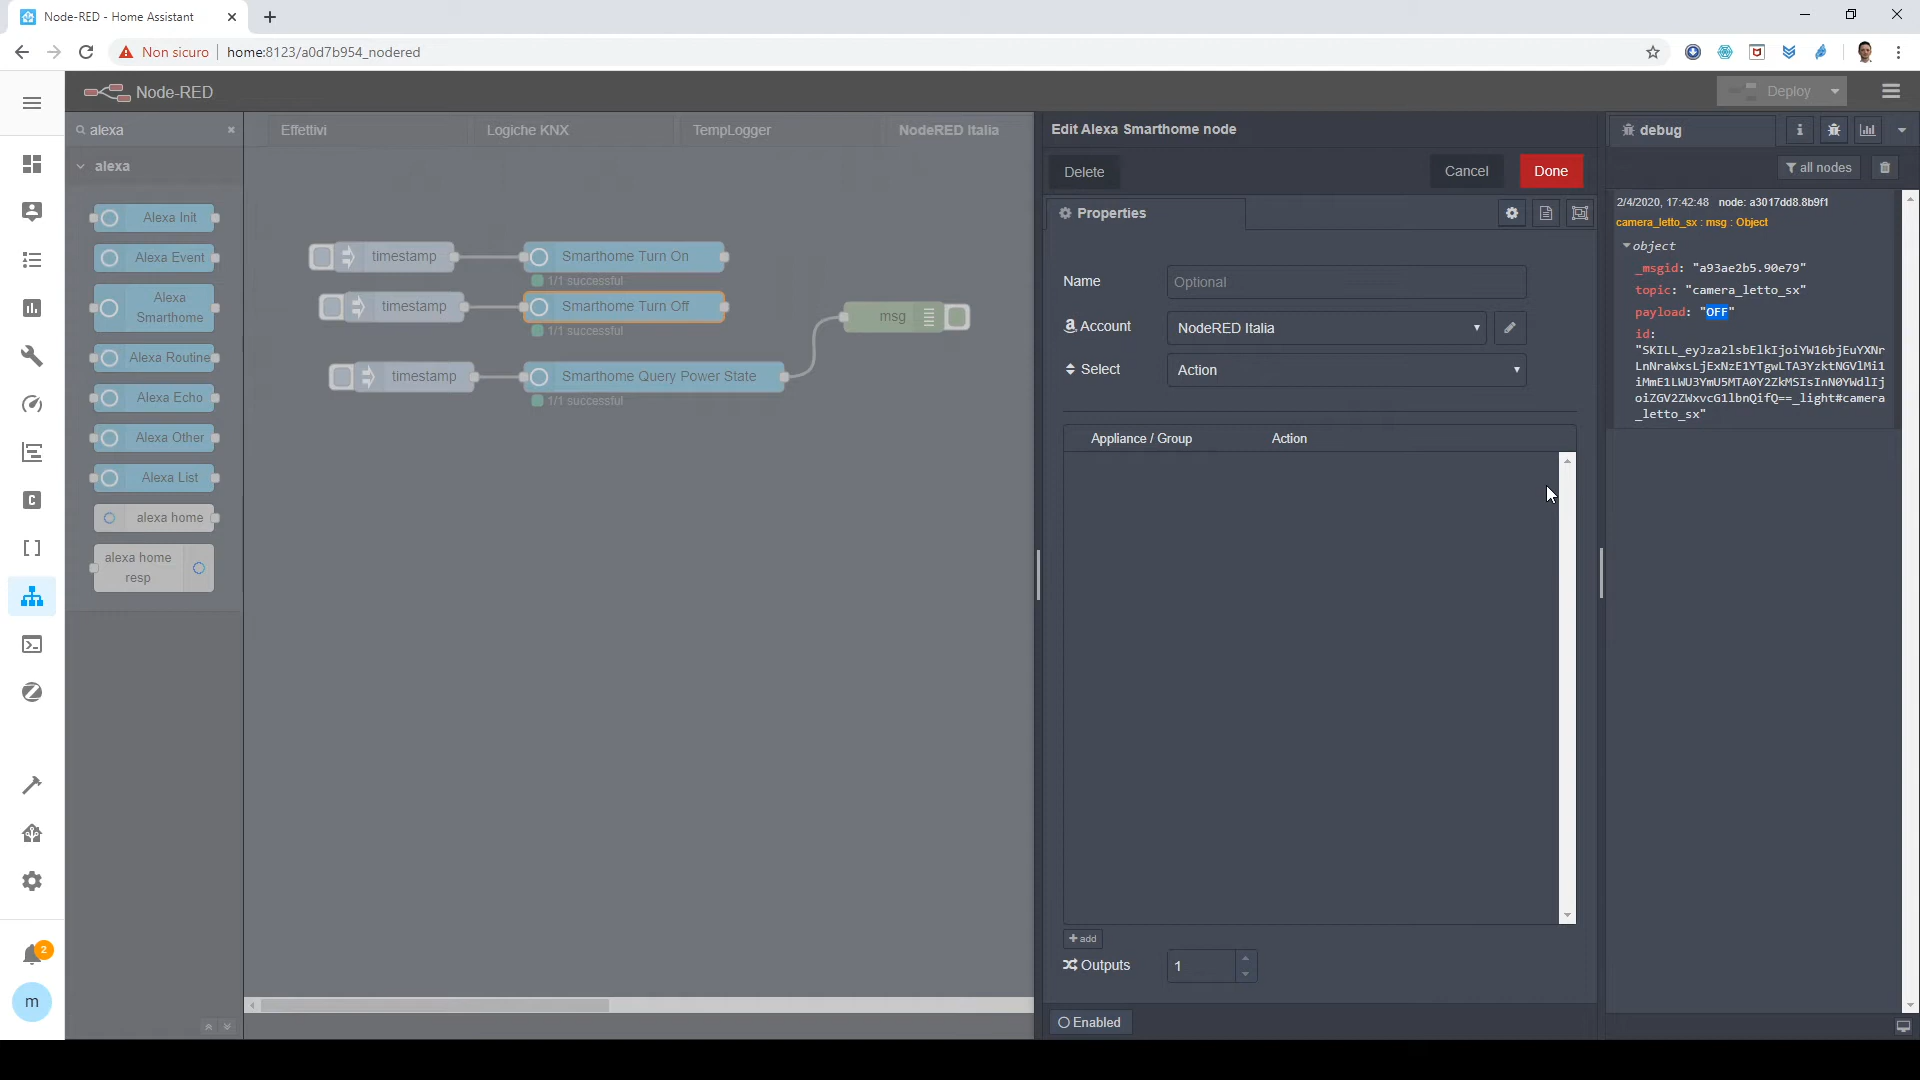 Node-RED - Home Assistant
Non sicuro
home:8123/a0d7b954_nodered
Node-RED
Deploy
alexa
alexa
Alexa Init
Alexa Event
Alexa
Smarthome
Alexa Routine
Alexa Echo
Alexa Other
Alexa List
alexa home
alexa home
resp
C
2
m
Effettivi
Logiche KNX
TempLogger
NodeRED Italia
timestamp
Smarthome Turn On
1/1 successful
timestamp
Smarthome Turn Off
1/1 successful
msg
timestamp
Smarthome Query Power State
1/1 successful
Edit Alexa Smarthome node
Delete
Cancel
Done
Properties
Name
Optional
Account
NodeRED Italia
Select
Action
Appliance / Group
Action
add
Outputs
1
Enabled
debug
all nodes
2/4/2020, 17:42:48 node: a3017dd8.8b9f1
camera_letto_sx : msg : Object
object
_msgid: "a93ae2b5.90e79"
topic: "camera_letto_sx"
payload: "OFF"
id:
"SKILL_eyJza2lsbElkIjoiYW16bjEuYXNr
LnNraWxsLjExNzE1YTgwLTA3YzktNGVlMi1
iMmE1LWU3YmU5MTA0Y2ZkMSIsInN0YWdlIj
oiZGV2ZWxvcG1lbnQifQ==_light#camera
_letto_sx"